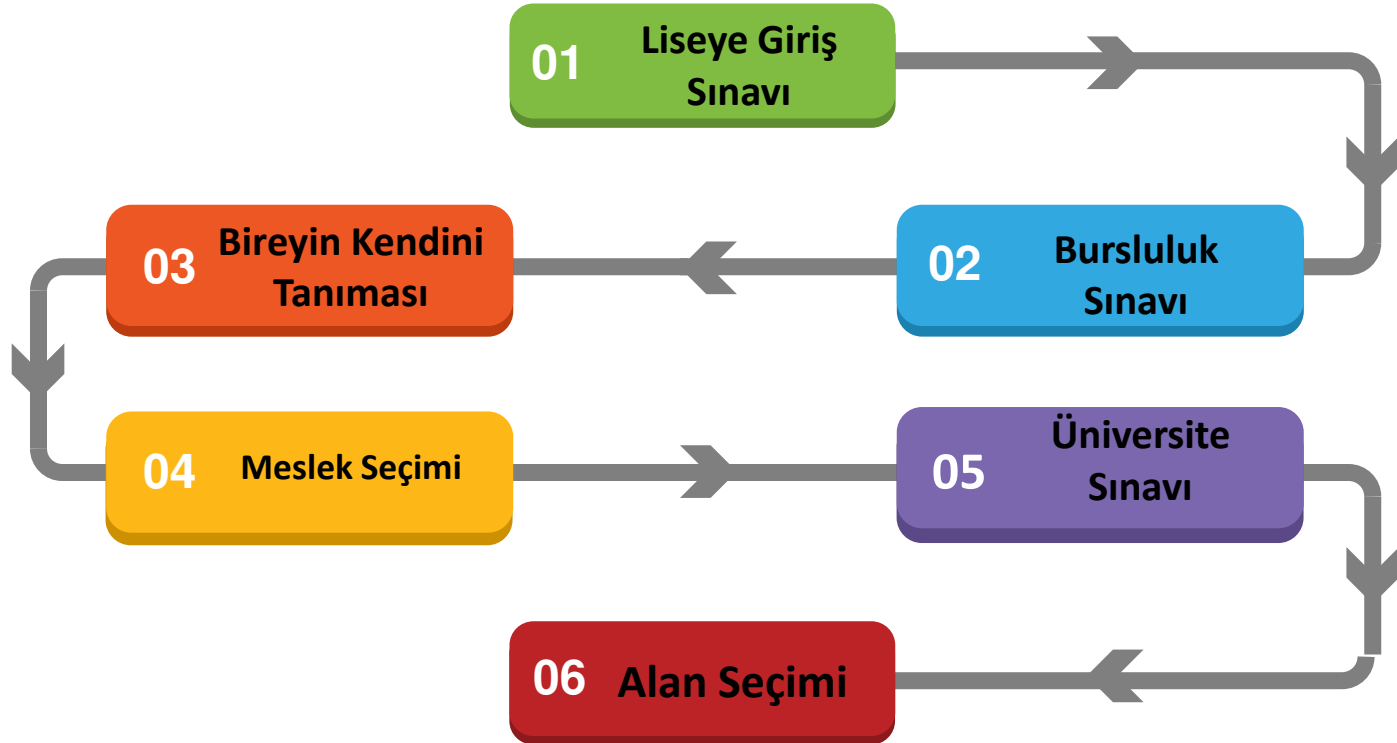 01
Liseye Giriş
Sınavı
02
Bursluluk
Sınavı
03
Bireyin Kendini
Tanıması
04
Meslek Seçimi
05
Üniversite
Sınavı
06
Alan Seçimi